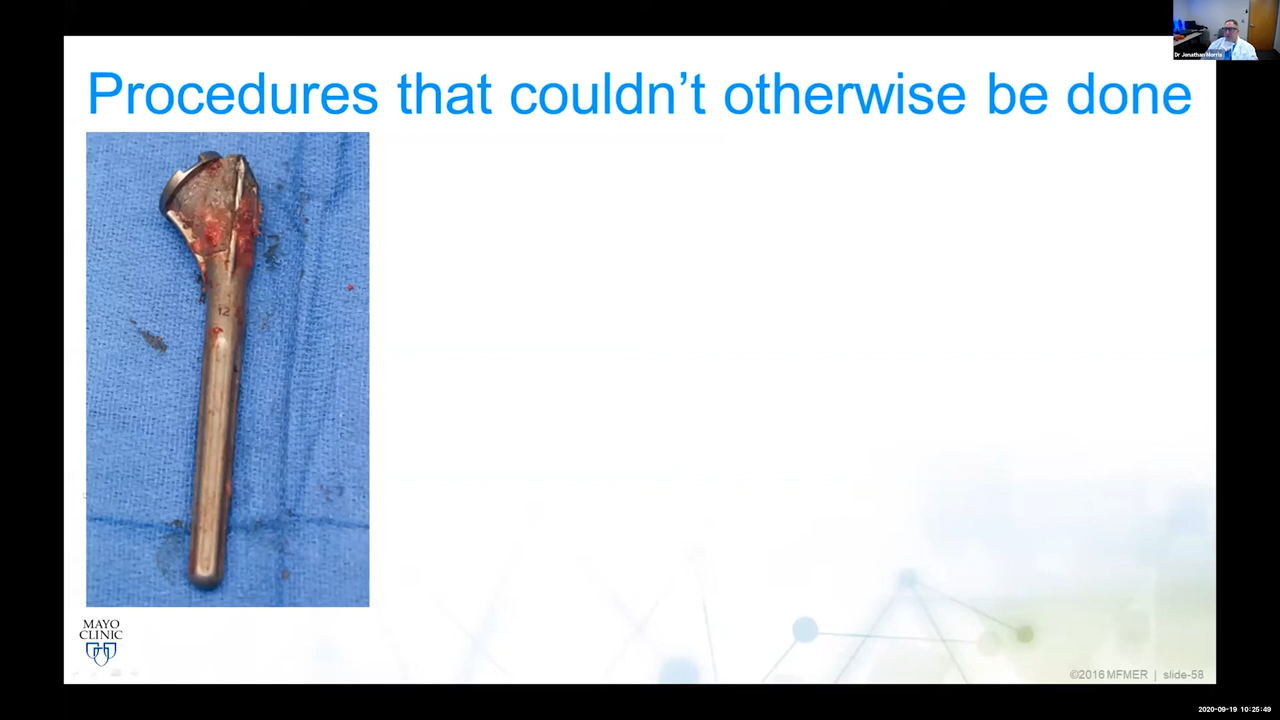 Dr Jonathan Morris
Procedures that couldn't otherwise be done
12
MAYO
CLINIC
©2016 MFMER | slide-58
2020-09-19 10:25:49